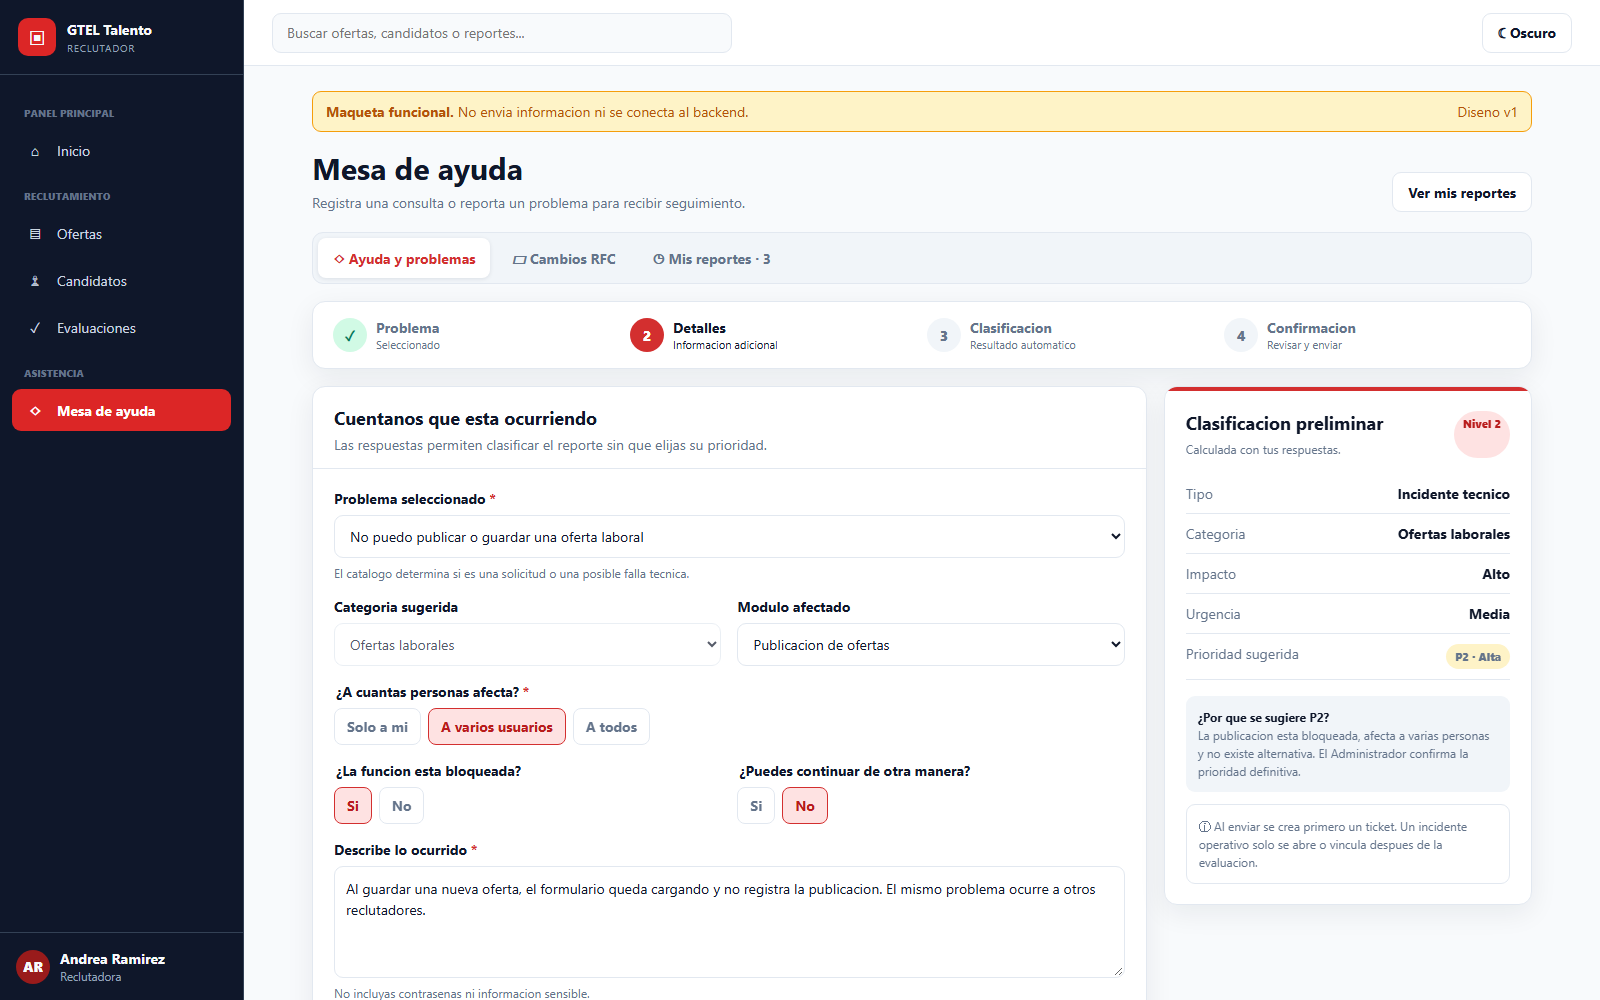 GTEL Talento
RECLUTADOR
PANEL PRINCIPAL
Inicio
RECLUTAMIENTO
Ofertas
Candidatos
Evaluaciones
ASISTENCIA
Mesa de ayuda
AR
Andrea Ramirez
Reclutadora
Buscar ofertas, candidatos o reportes...
Oscuro
Maqueta funcional. No envia informacion ni se conecta al backend.
Diseno v1
Mesa de ayuda
Registra una consulta o reporta un problema para recibir seguimiento.
Ver mis reportes
Ayuda y problemas
Cambios RFC
Mis reportes · 3
Problema
Seleccionado
2
Detalles
Informacion adicional
3
Clasificacion
Resultado automatico
4
Confirmacion
Revisar y enviar
Cuentanos que esta ocurriendo
Las respuestas permiten clasificar el reporte sin que elijas su prioridad.
Problema seleccionado *
No puedo publicar o guardar una oferta laboral
El catalogo determina si es una solicitud o una posible falla tecnica.
Categoria sugerida
Ofertas laborales
Modulo afectado
Publicacion de ofertas
¿A cuantas personas afecta? *
Solo a mi
A varios usuarios
A todos
¿La funcion esta bloqueada?
Si
No
¿Puedes continuar de otra manera?
Si
No
Describe lo ocurrido *
Al guardar una nueva oferta, el formulario queda cargando y no registra la publicacion. El mismo problema ocurre a otros
reclutadores.
No incluyas contrasenas ni informacion sensible.
Clasificacion preliminar
Calculada con tus respuestas.
Nivel 2
Tipo
Incidente tecnico
Categoria
Ofertas laborales
Impacto
Alto
Urgencia
Media
Prioridad sugerida
P2 · Alta
¿Por que se sugiere P2?
La publicacion esta bloqueada, afecta a varias personas
y no existe alternativa. El Administrador confirma la
prioridad definitiva.
Al enviar se crea primero un ticket. Un incidente
operativo solo se abre o vincula despues de la
evaluacion.